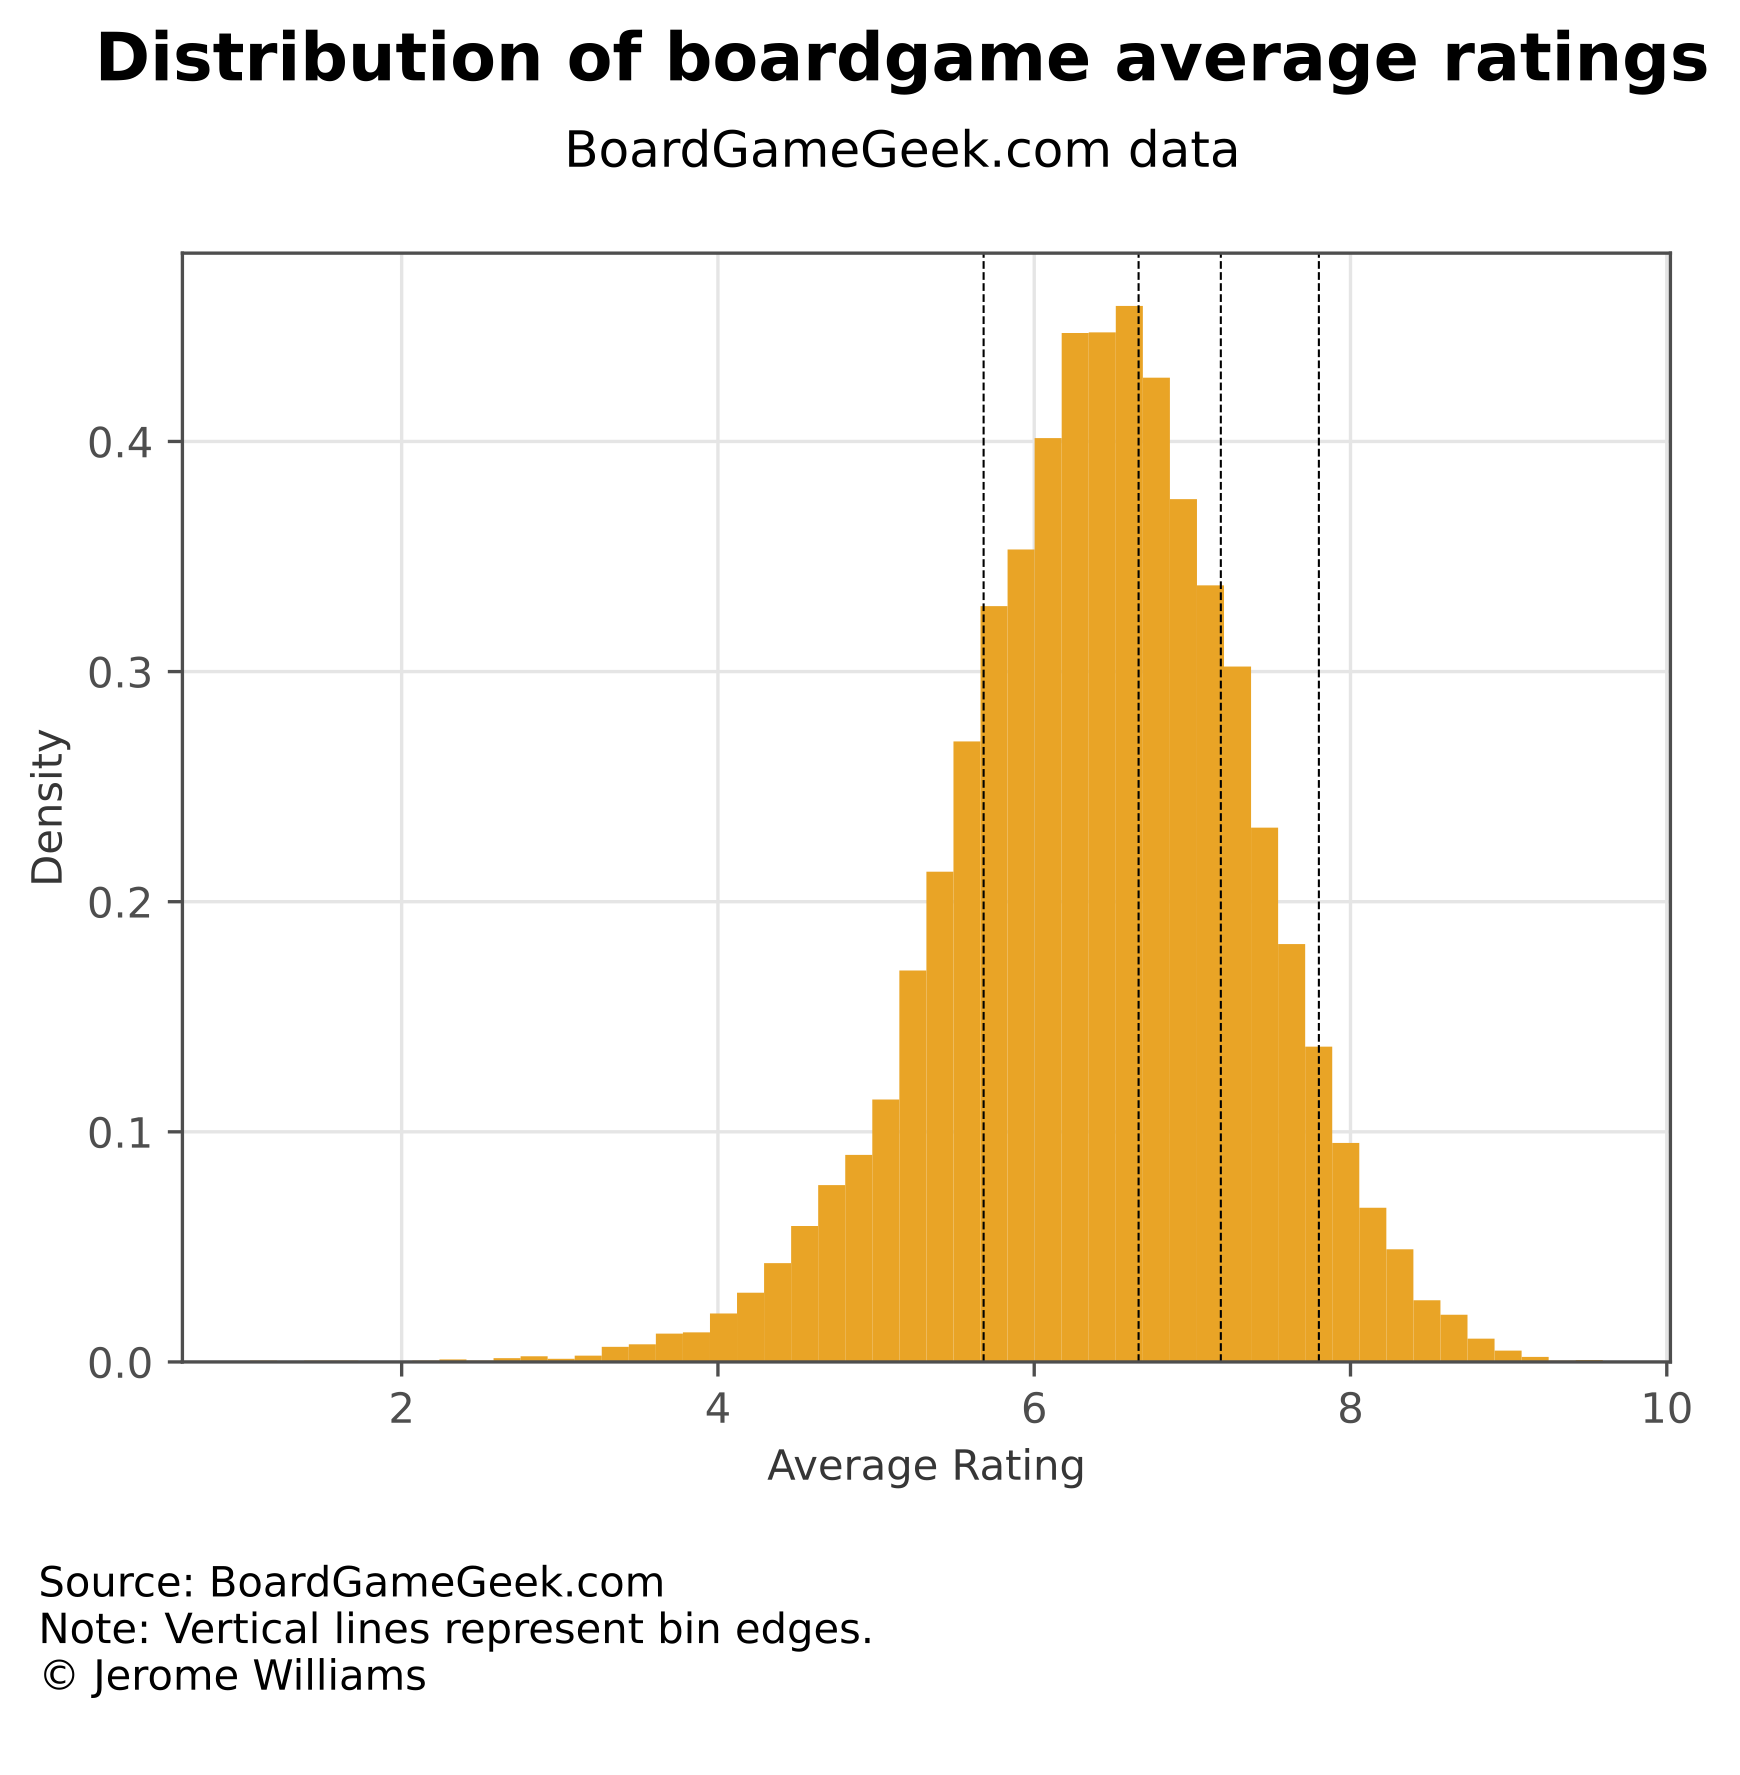 Distribution of boardgame average ratings
BoardGameGeek.com data
Density
0.4
0.3
0.2
0.1
0.0
2 4 6 8 10
Average Rating
Source: BoardGameGeek.com
Note: Vertical lines represent bin edges.
© Jerome Williams